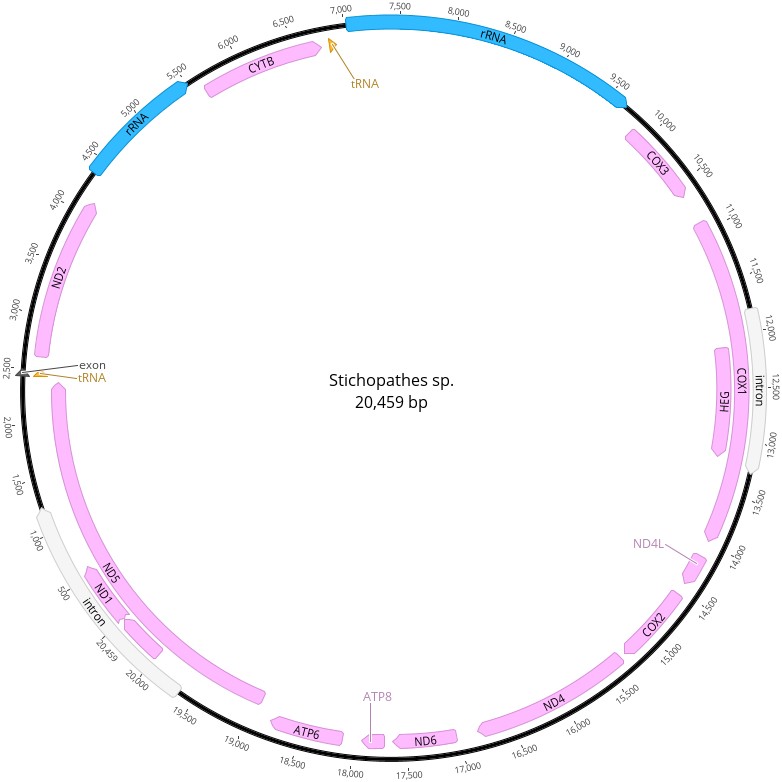 Stichopathes sp.
20,459 bp
7,000
7,500
8,000
8,500
9,000
9,500
10,000
10,500
11,000
11,500
12,000
12,500
13,000
13,500
14,000
14,500
15,000
15,500
16,000
16,500
17,000
17,500
18,000
18,500
19,000
19,500
20,000
20,459
500
1,000
1,500
2,000
2,500
3,000
3,500
4,000
4,500
5,000
5,500
6,000
6,500
rRNA
COX3
COX1
intron
HEG
ND4L
COX2
ND4
ND6
ATP8
ATP6
ND5
ND1
intron
tRNA
exon
ND2
rRNA
CYTB
tRNA